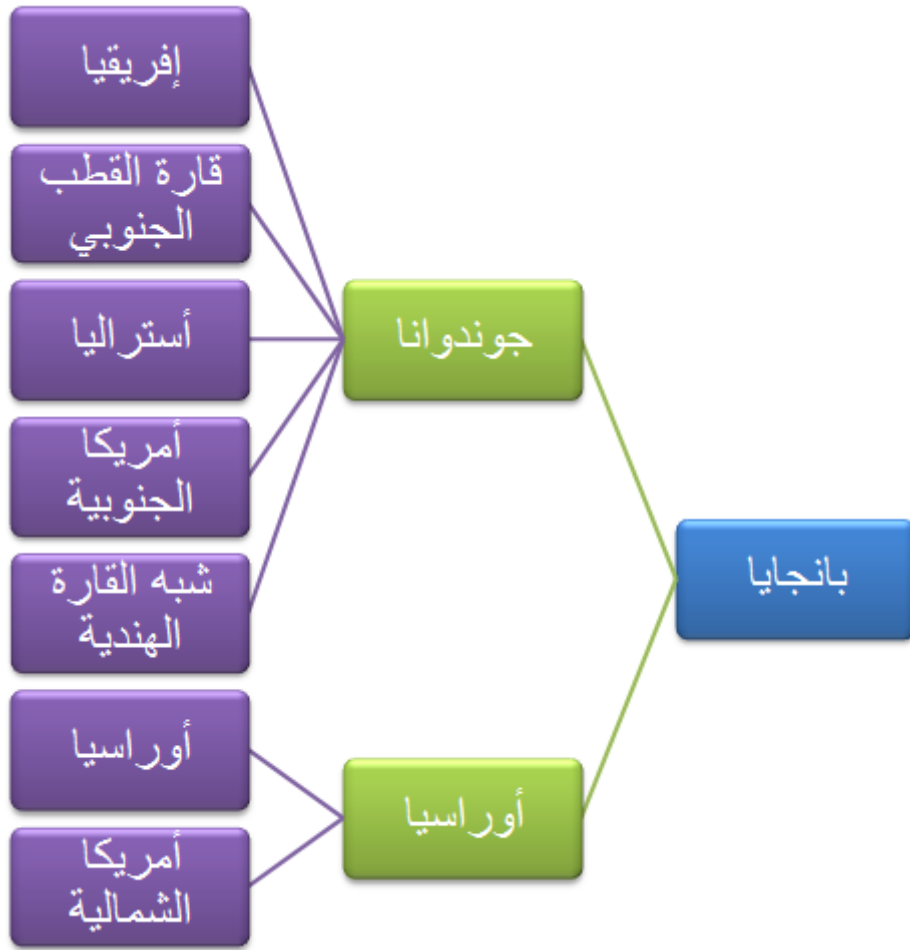 بانجايا
جوندوانا
إفريقيا
قارة القطب
الجنوبي
أستراليا
أمريكا
الجنوبية
شبه القارة
الهندية
أوراسيا
أوراسيا
أمريكا
الشمالية